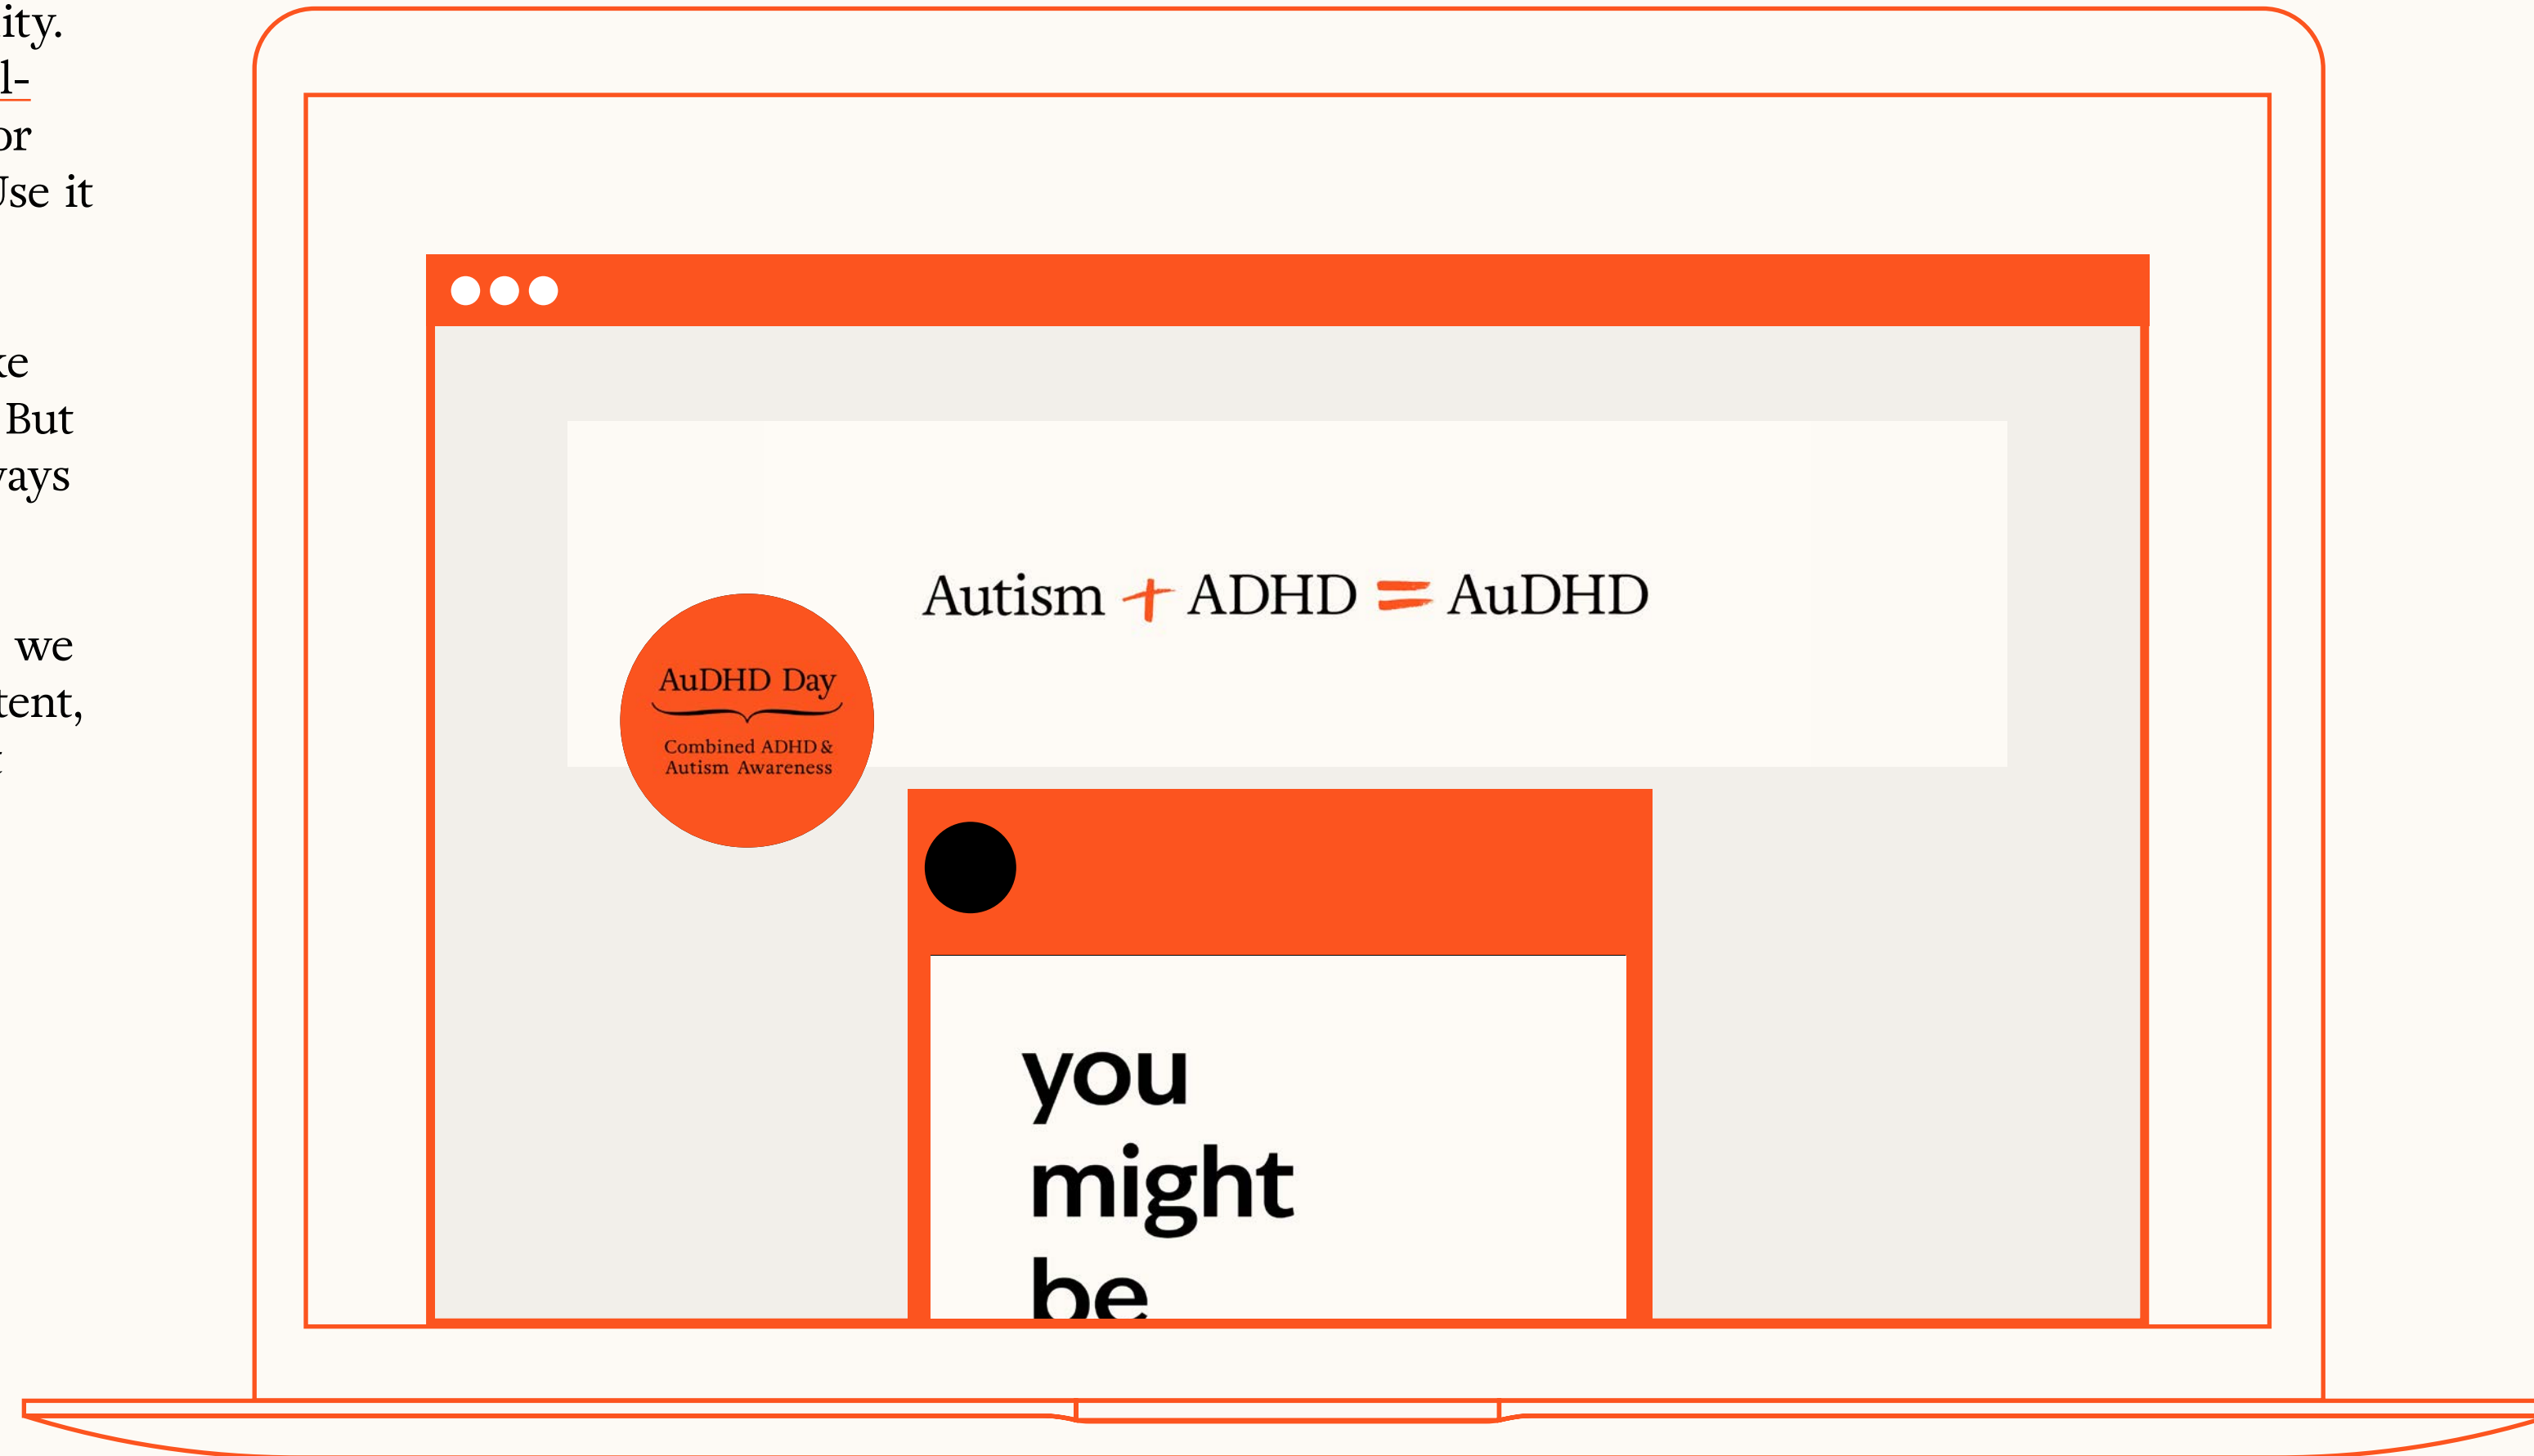 ity.
l-
or
Use it
ke
But
ways
we
tent,
Autism + ADHD = AuDHD
AuDHD Day
Combined ADHD &
Autism Awareness
you
might
be